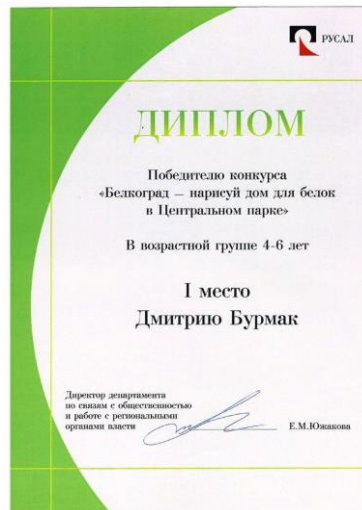 РУСАЛ
ДИПЛОМ
Победителю конкурса
«Белкоград — нарисуй дом для белок
в Центральном парке»
В возрастной группе 4-6 лет
I место
Дмитрию Бурмак
Директор департамента
по связям с общественностью
и работе с региональными
органами власти
Е.М.Южакова